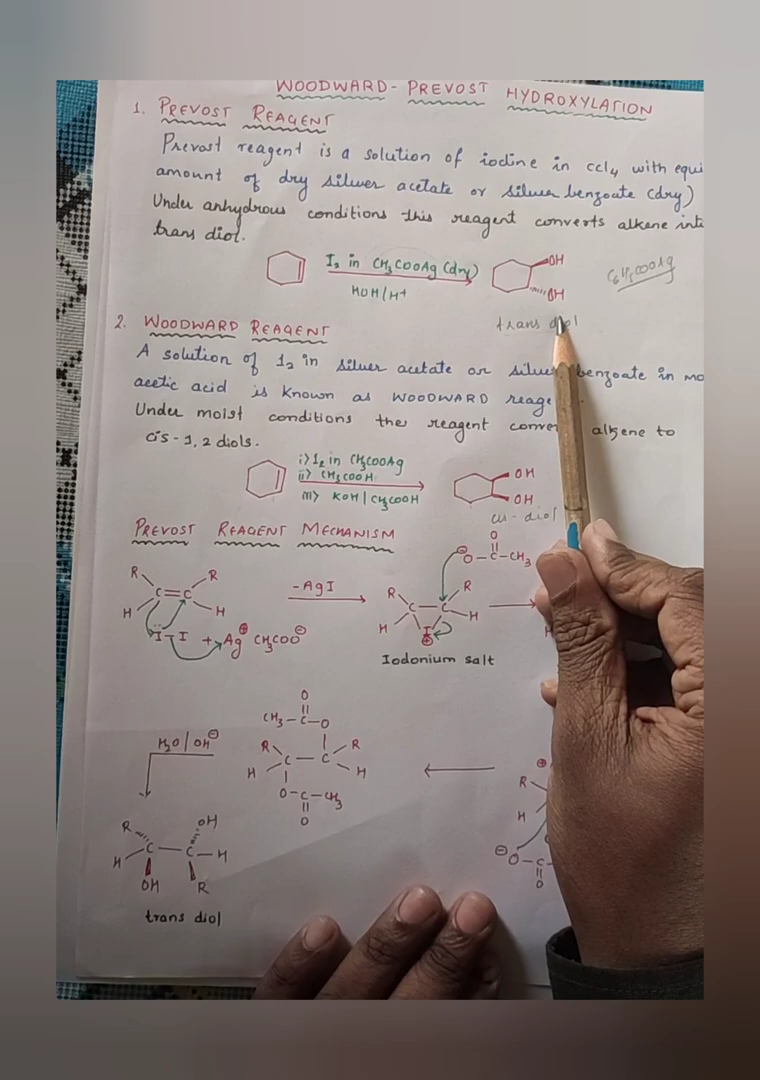 WOODWARD - PREVOST HYDROXYLATION
1. PREVOST REAGENT
Prevost reagent is a solution of iodine in CCl4 with equi
amount of dry silver acetate or silver benzoate (dry)
Under anhydrous conditions this reagent converts alkene into
trans diol.
I2 in CH3COOAg (dry)
HOH/H+
OH
OH
C6H5COOAg
trans diol
2. WOODWARD REAGENT
A solution of I2 in silver acetate or silver benzoate in mo
acetic acid is known as WOODWARD reage
Under moist conditions the reagent conver alkene to
cis - 1, 2 diols.
i) I2 in CH3COOAg
ii) CH3COOH
iii) KOH | CH3COOH
OH
OH
cis - diol
PREVOST REAGENT MECHANISM
R R
C=C
H H
I-I + Ag⊕ CH3COO⊖
-AgI
⊖O-C-CH3
O
R R
C-C
H H
I
⊕
Iodonium salt
H
O
CH3-C-O
R R
C - C
H H
O-C-CH3
O
H2O | OH⊖
⊕
R
H
⊖O-C
O
R OH
H C - C - H
OH R
trans diol